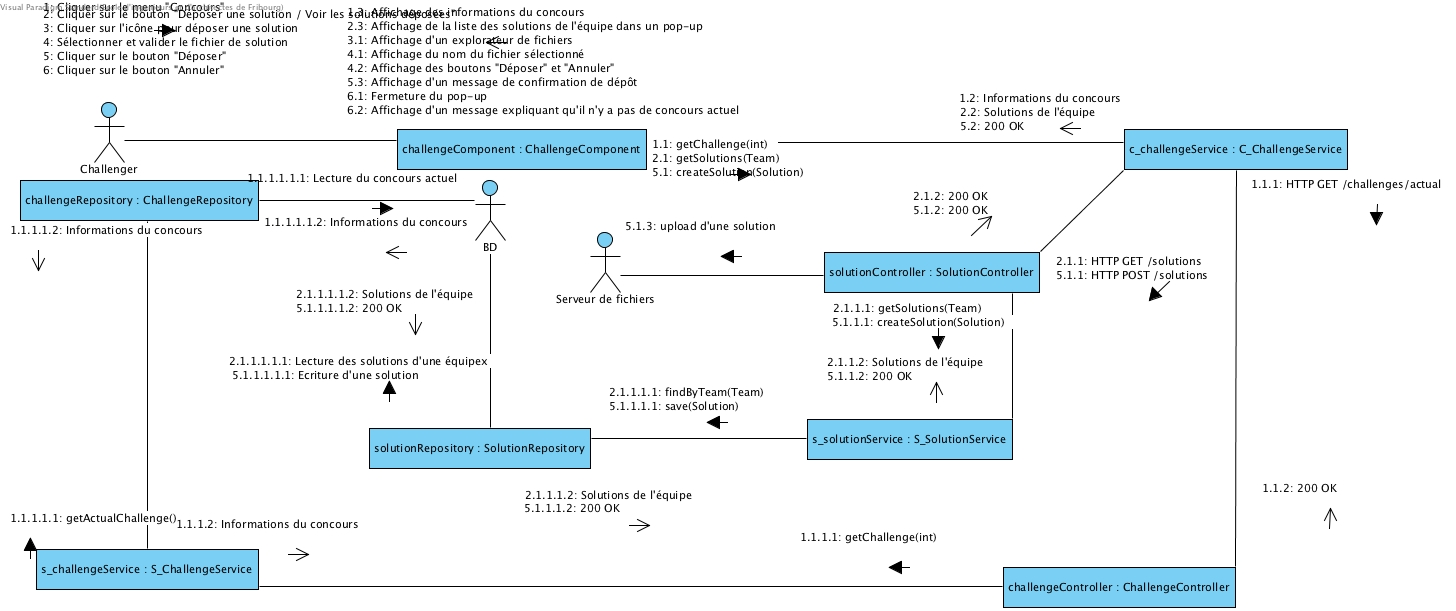 Visual Paradigm
1: Cliquer sur le menu "Concours"
2: Cliquer sur le bouton "Déposer une solution / Voir les solutions déposées"
3: Cliquer sur l'icône pour déposer une solution
4: Sélectionner et valider le fichier de solution
5: Cliquer sur le bouton "Déposer"
6: Cliquer sur le bouton "Annuler"
1.3: Affichage des informations du concours
2.3: Affichage de la liste des solutions de l'équipe dans un pop-up
3.1: Affichage d'un explorateur de fichiers
4.1: Affichage du nom du fichier sélectionné
4.2: Affichage des boutons "Déposer" et "Annuler"
5.3: Affichage d'un message de confirmation de dépôt
6.1: Fermeture du pop-up
6.2: Affichage d'un message expliquant qu'il n'y a pas de concours actuel
1.2: Informations du concours
2.2: Solutions de l'équipe
5.2: 200 OK
Challenger
challengeComponent : ChallengeComponent
1.1: getChallenge(int)
2.1: getSolutions(Team)
5.1: createSolution(Solution)
c_challengeService : C_ChallengeService
1.1.1.1.1.1: Lecture du concours actuel
1.1.1: HTTP GET /challenges/actual
challengeRepository : ChallengeRepository
2.1.2: 200 OK
5.1.2: 200 OK
1.1.1.1.1.2: Informations du concours
1.1.1.1.2: Informations du concours
BD
5.1.3: upload d'une solution
Serveur de fichiers
solutionController : SolutionController
2.1.1: HTTP GET /solutions
5.1.1: HTTP POST /solutions
2.1.1.1.1.2: Solutions de l'équipe
5.1.1.1.1.2: 200 OK
2.1.1.1: getSolutions(Team)
5.1.1.1: createSolution(Solution)
2.1.1.1.1.1: Lecture des solutions d'une équipex
5.1.1.1.1.1: Ecriture d'une solution
2.1.1.2: Solutions de l'équipe
5.1.1.2: 200 OK
2.1.1.1.1: findByTeam(Team)
5.1.1.1.1: save(Solution)
solutionRepository : SolutionRepository
s_solutionService : S_SolutionService
2.1.1.1.2: Solutions de l'équipe
5.1.1.1.2: 200 OK
1.1.2: 200 OK
1.1.1.1.1: getActualChallenge()
1.1.1.2: Informations du concours
1.1.1.1: getChallenge(int)
s_challengeService : S_ChallengeService
challengeController : ChallengeController